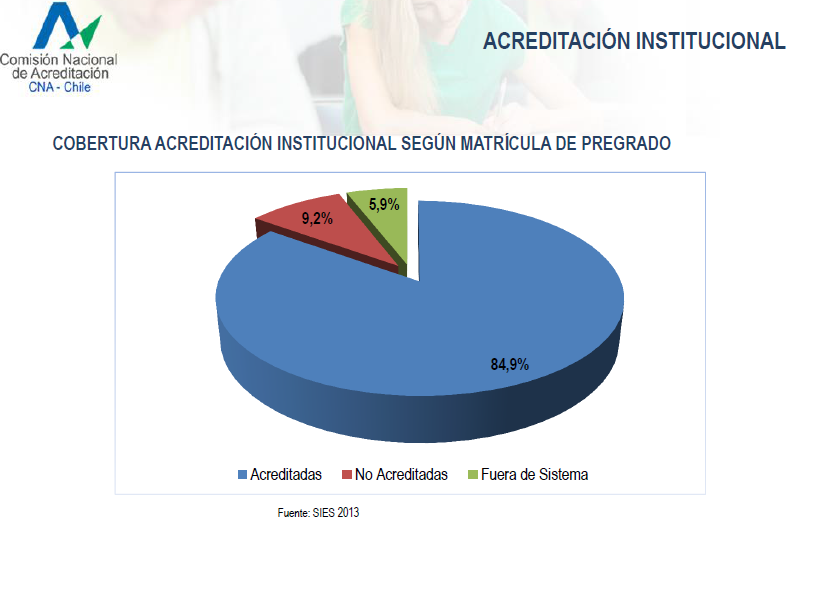 Comisión Nacional
de Acreditación
CNA - Chile
ACREDITACIÓN INSTITUCIONAL
COBERTURA ACREDITACIÓN INSTITUCIONAL SEGÚN MATRÍCULA DE PREGRADO
5,9%
9,2%
84,9%
Acreditadas No Acreditadas Fuera de Sistema
Fuente: SIES 2013